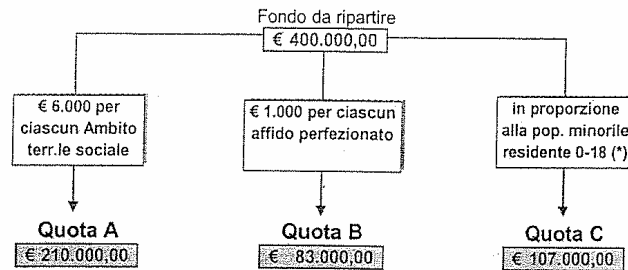 Fondo da ripartire
€ 400.000,00
€ 6.000 per
ciascun Ambito
terr.le sociale
€ 1.000 per ciascun
affido perfezionato
in proporzione
alla pop. minorile
residente 0-18 (*)
Quota A
€ 210.000,00
Quota B
€ 83.000,00
Quota C
€ 107.000,00